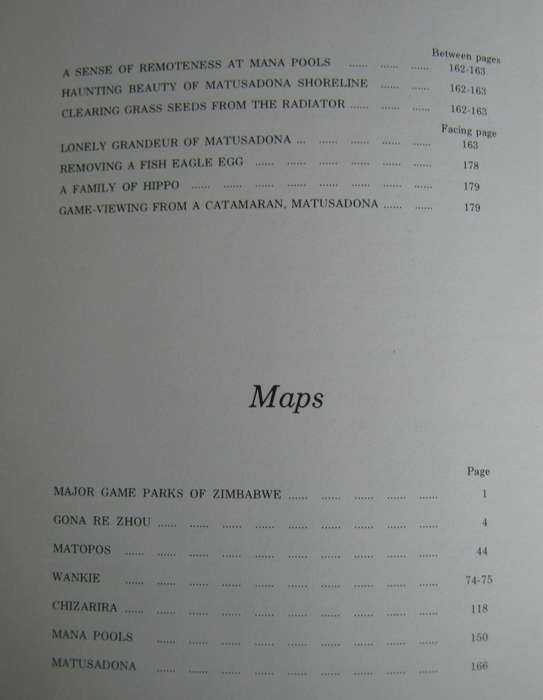 Between pages
A SENSE OF REMOTENESS AT MANA POOLS ...... ...... ...... 162-163
HAUNTING BEAUTY OF MATUSADONA SHORELINE ...... ...... 162-163
CLEARING GRASS SEEDS FROM THE RADIATOR ...... ...... ...... 162-163
Facing page
LONELY GRANDEUR OF MATUSADONA ... ...... ...... ...... ...... 163
REMOVING A FISH EAGLE EGG ...... ...... ...... ...... ...... ...... 178
A FAMILY OF HIPPO ...... ...... ...... ...... ...... ...... ...... ...... 179
GAME-VIEWING FROM A CATAMARAN, MATUSADONA ...... ...... 179
Maps
Page
MAJOR GAME PARKS OF ZIMBABWE ...... ...... ...... ...... ...... 1
GONA RE ZHOU ...... ...... ...... ...... ...... ...... ...... ...... ...... 4
MATOPOS ...... ...... ...... ...... ...... ...... ...... ...... ...... ...... 44
WANKIE ...... ...... ...... ...... ...... ...... ...... ...... ...... ...... 74-75
CHIZARIRA ...... ...... ...... ...... ...... ...... ...... ...... ...... ...... 118
MANA POOLS ...... ...... ...... ...... ...... ...... ...... ...... ...... 150
MATUSADONA ...... ...... ...... ...... ...... ...... ...... ...... ...... 166